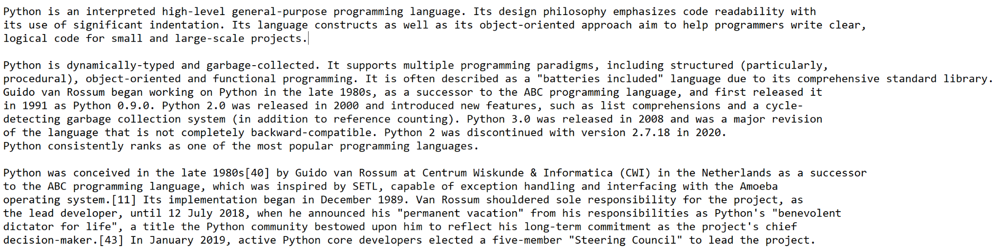 Python is an interpreted high-level general-purpose programming language. Its design philosophy emphasizes code readability with
its use of significant indentation. Its language constructs as well as its object-oriented approach aim to help programmers write clear,
logical code for small and large-scale projects.
Python is dynamically-typed and garbage-collected. It supports multiple programming paradigms, including structured (particularly,
procedural), object-oriented and functional programming. It is often described as a "batteries included" language due to its comprehensive standard library.
Guido van Rossum began working on Python in the late 1980s, as a successor to the ABC programming language, and first released it
in 1991 as Python 0.9.0. Python 2.0 was released in 2000 and introduced new features, such as list comprehensions and a cycle-
detecting garbage collection system (in addition to reference counting). Python 3.0 was released in 2008 and was a major revision
of the language that is not completely backward-compatible. Python 2 was discontinued with version 2.7.18 in 2020.
Python consistently ranks as one of the most popular programming languages.
Python was conceived in the late 1980s[40] by Guido van Rossum at Centrum Wiskunde & Informatica (CWI) in the Netherlands as a successor
to the ABC programming language, which was inspired by SETL, capable of exception handling and interfacing with the Amoeba
operating system.[11] Its implementation began in December 1989. Van Rossum shouldered sole responsibility for the project, as
the lead developer, until 12 July 2018, when he announced his "permanent vacation" from his responsibilities as Python's "benevolent
dictator for life", a title the Python community bestowed upon him to reflect his long-term commitment as the project's chief
decision-maker.[43] In January 2019, active Python core developers elected a five-member "Steering Council" to lead the project.